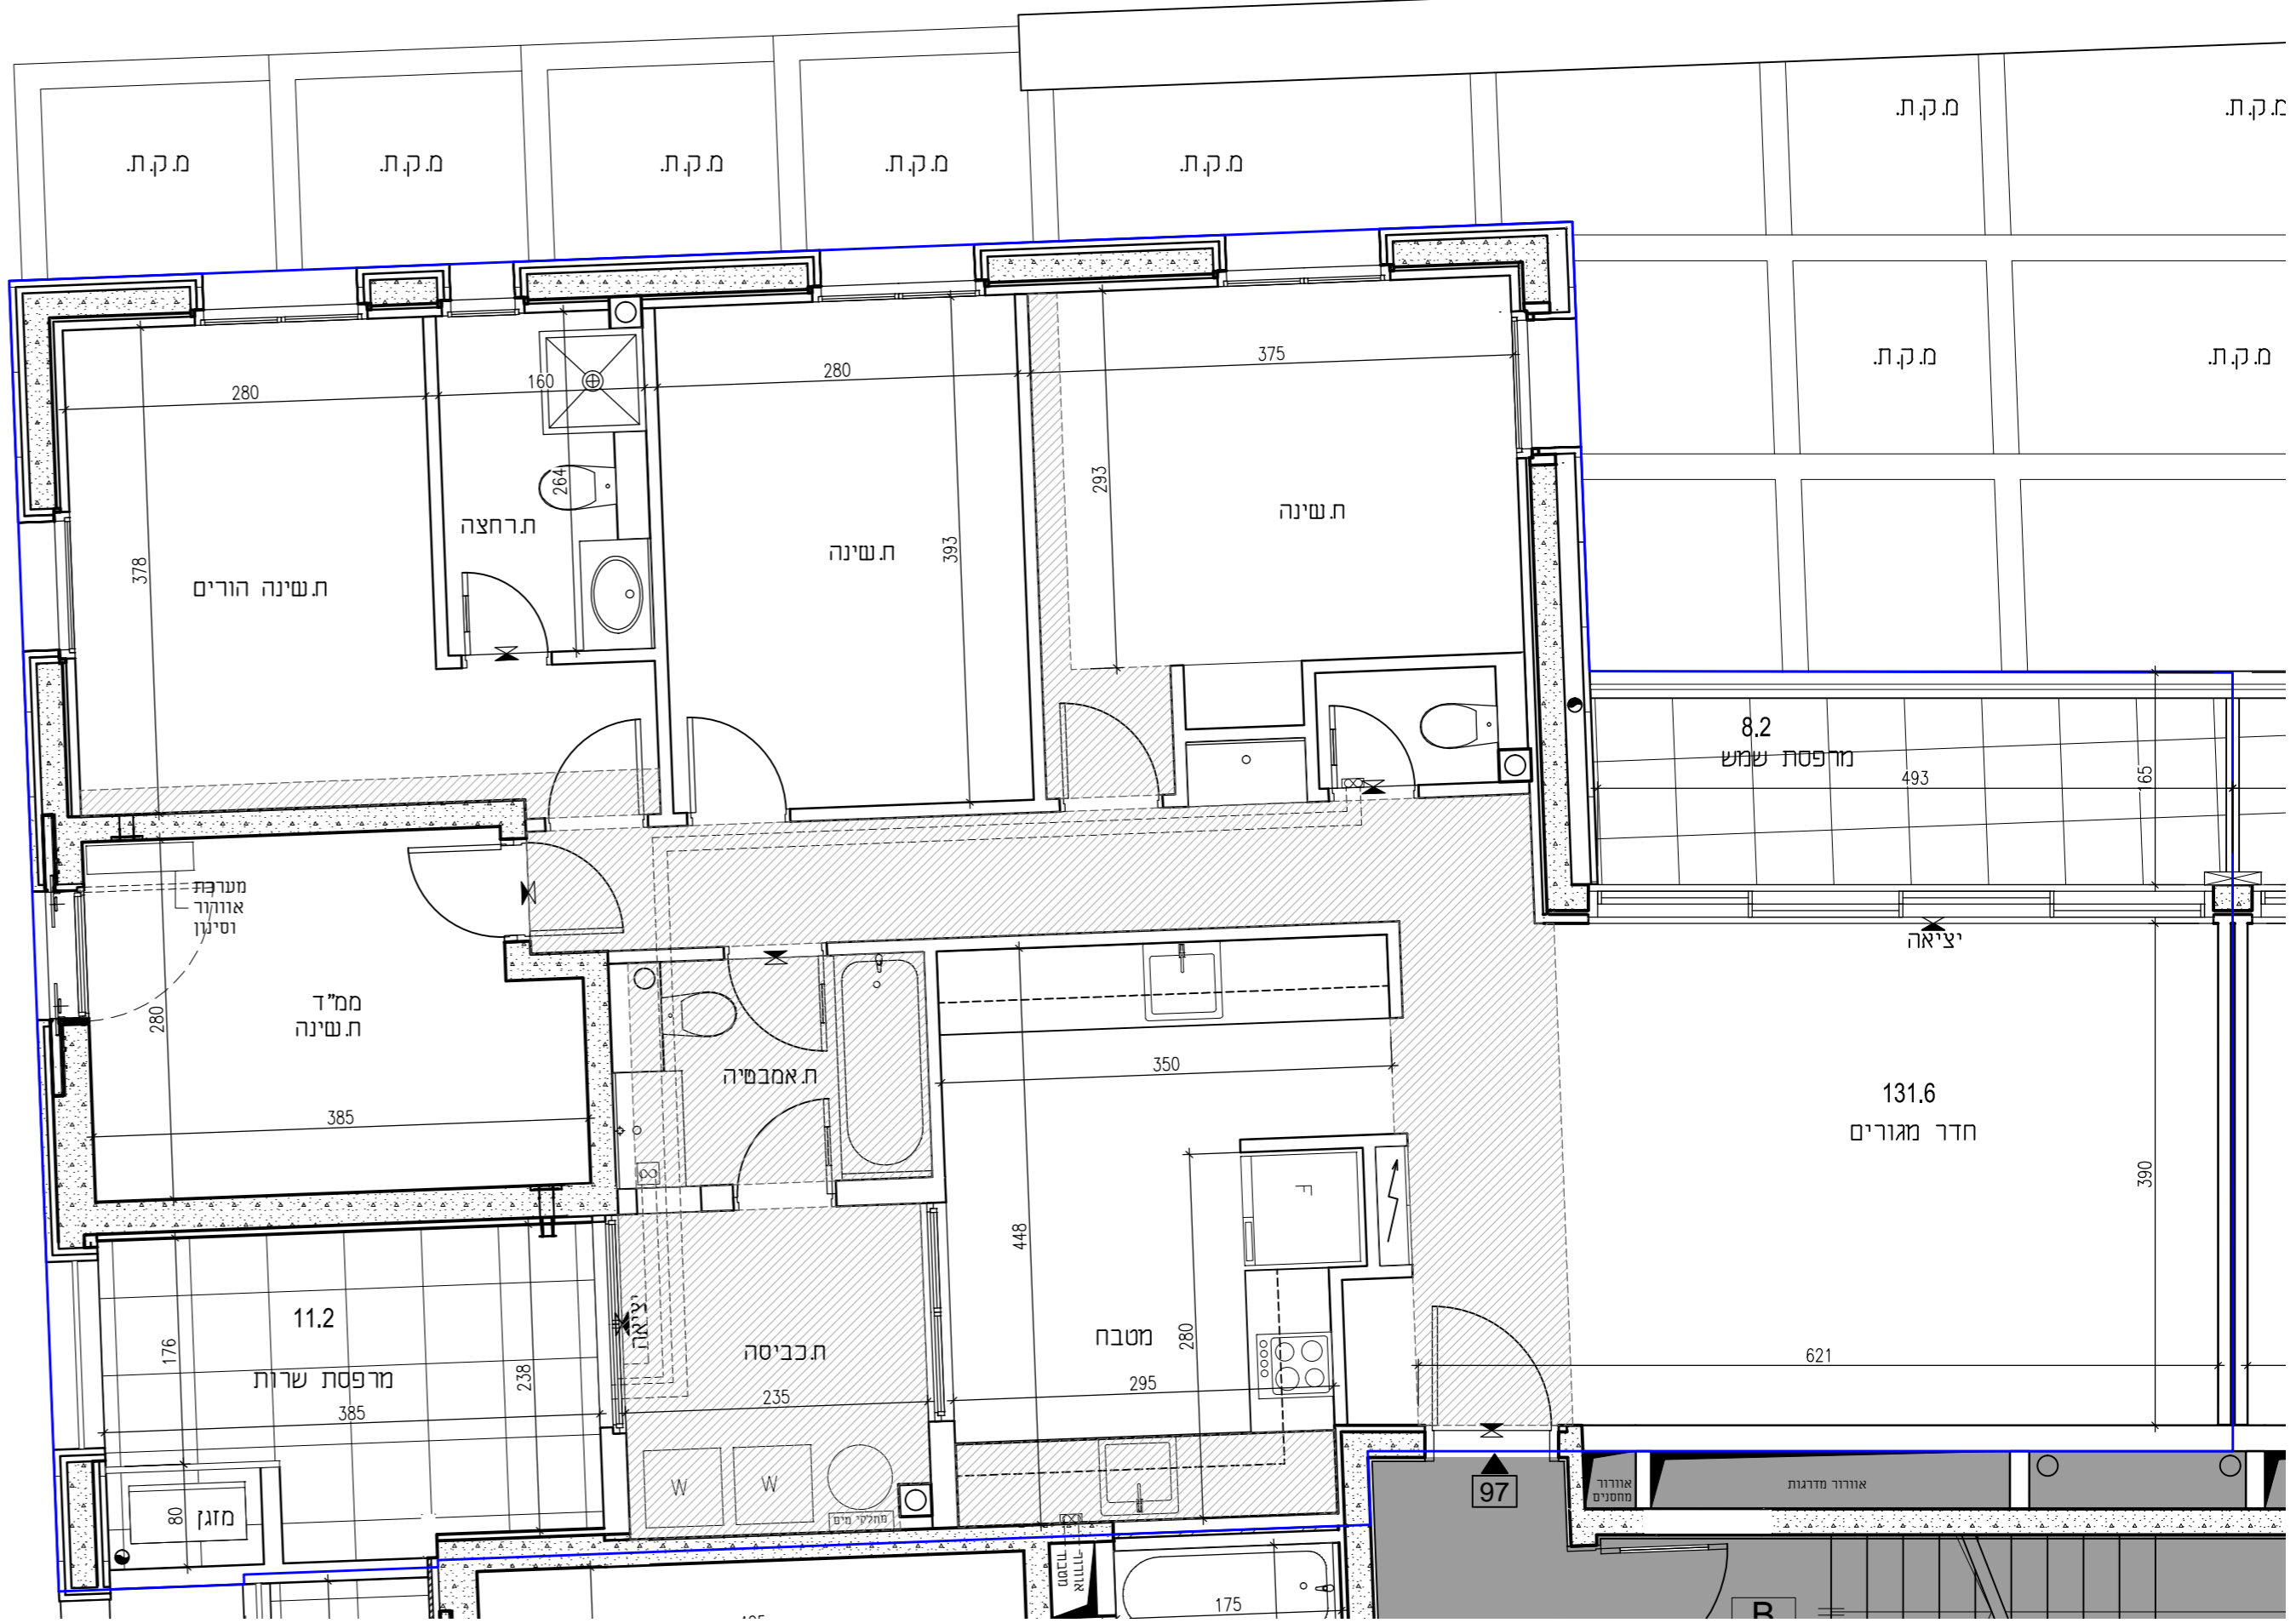 מ.ק.ת.
מ.ק.ת.
מ.ק.ת.
מ.ק.ת.
מ.ק.ת.
מ.ק.ת.
מ.ק.ת.
מ.ק.ת.
מ.ק.ת.
280
160
280
375
378
264
393
293
ח.שינה הורים
ח.רחצה
ח.שינה
ח.שינה
8.2
מרפסת שמש
493
165
יציאה
מערכת
אוורור
וסינון
ממ"ד
ח.שינה
280
385
ח.אמבטיה
350
131.6
חדר מגורים
390
621
448
280
F
מטבח
295
11.2
מרפסת שרות
176
238
385
יציאה
ח.כביסה
235
W
W
מחלקי מים
80
מזגן
97
אוורור
מחסנים
אוורור מדרגות
אוורור
מטבח
175
B